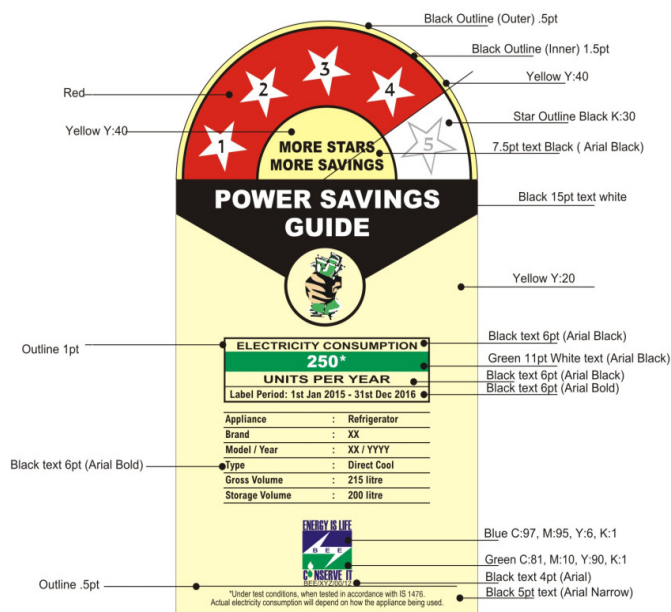 Black Outline (Outer) .5pt
Black Outline (Inner) 1.5pt
Yellow Y:40
Red
Star Outline Black K:30
Yellow Y:40
7.5pt text Black ( Arial Black)
1
2
3
4
5
MORE STARS
MORE SAVINGS
POWER SAVINGS
GUIDE
Black 15pt text white
Yellow Y:20
Outline 1pt
ELECTRICITY CONSUMPTION
250*
UNITS PER YEAR
Label Period: 1st Jan 2015 - 31st Dec 2016
Black text 6pt (Arial Black)
Green 11pt White text (Arial Black)
Black text 6pt (Arial Black)
Black text 6pt (Arial Bold)
Appliance : Refrigerator
Brand : XX
Model / Year : XX / YYYY
Type : Direct Cool
Gross Volume : 215 litre
Storage Volume : 200 litre
Black text 6pt (Arial Bold)
ENERGY IS LIFE
BEE
CONSERVE IT
BEE/XYZ/00/12
Blue C:97, M:95, Y:6, K:1
Green C:81, M:10, Y:90, K:1
Black text 4pt (Arial)
Black 5pt text (Arial Narrow)
Outline .5pt
*Under test conditions, when tested in accordance with IS 1476.
Actual electricity consumption will depend on how the appliance being used.